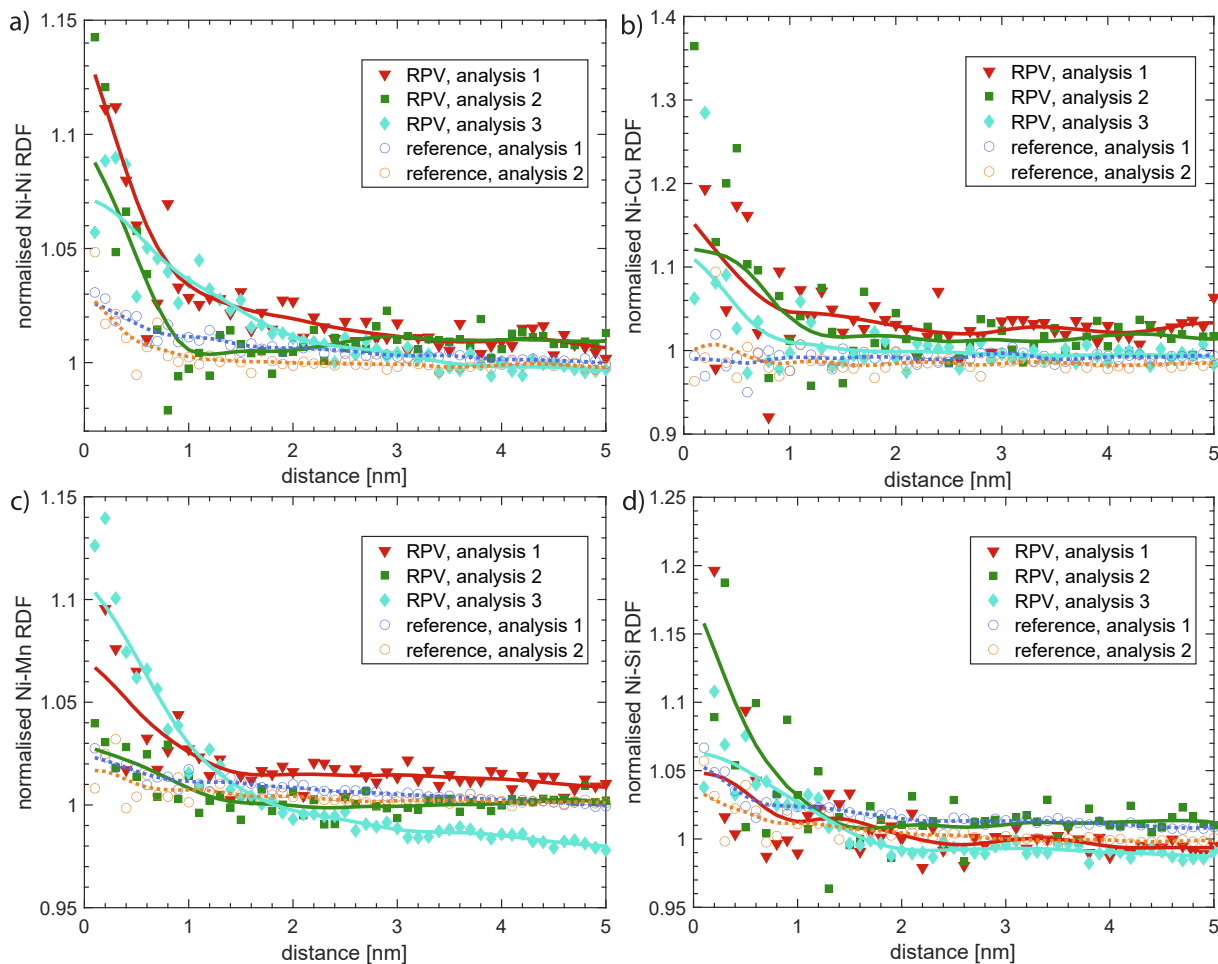 a)
1.15
1.1
1.05
1
normalised Ni-Ni RDF
RPV, analysis 1
RPV, analysis 2
RPV, analysis 3
reference, analysis 1
reference, analysis 2
0 1 2 3 4 5
distance [nm]
b)
1.4
1.3
1.2
1.1
1.0
0.9
normalised Ni-Cu RDF
RPV, analysis 1
RPV, analysis 2
RPV, analysis 3
reference, analysis 1
reference, analysis 2
0 1 2 3 4 5
distance [nm]
c)
1.15
1.1
1.05
1
0.95
normalised Ni-Mn RDF
RPV, analysis 1
RPV, analysis 2
RPV, analysis 3
reference, analysis 1
reference, analysis 2
0 1 2 3 4 5
distance [nm]
d)
1.25
1.2
1.15
1.1
1.05
1
0.95
normalised Ni-Si RDF
RPV, analysis 1
RPV, analysis 2
RPV, analysis 3
reference, analysis 1
reference, analysis 2
0 1 2 3 4 5
distance [nm]